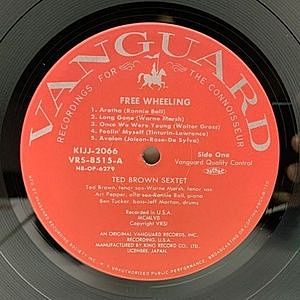 VANGUARD
RECORDINGS FOR THE CONNOISSEUR
FREE WHEELING
1. Aretha (Ronnie Ball)
2. Long Gone (Warne Marsh)
3. Once We Were Young (Walter Gross)
4. Foolin' Myself (Tinturin-Lawrence)
5. Avalon (Jolson-Rose-De Sylva)
KIJJ-2066
VRS-8515-A
MB-OP-6279
Side One
Vanguard Quality Control
TED BROWN SEXTET
Ted Brown, tenor sax-Warne Marsh, tenor sax
Art Pepper, alto sax-Ronnie Ball, piano
Ben Tucker, bass-Jeff Morton, drums
Recorded in U.S.A.
MCMLVII
Copyright VRS!
AN ORIGINAL VANGUARD RECORDS, INC.
RECORDING, U.S.A.
MANUFACTURED BY KING RECORD CO. LTD.
LICENSEE, JAPAN.